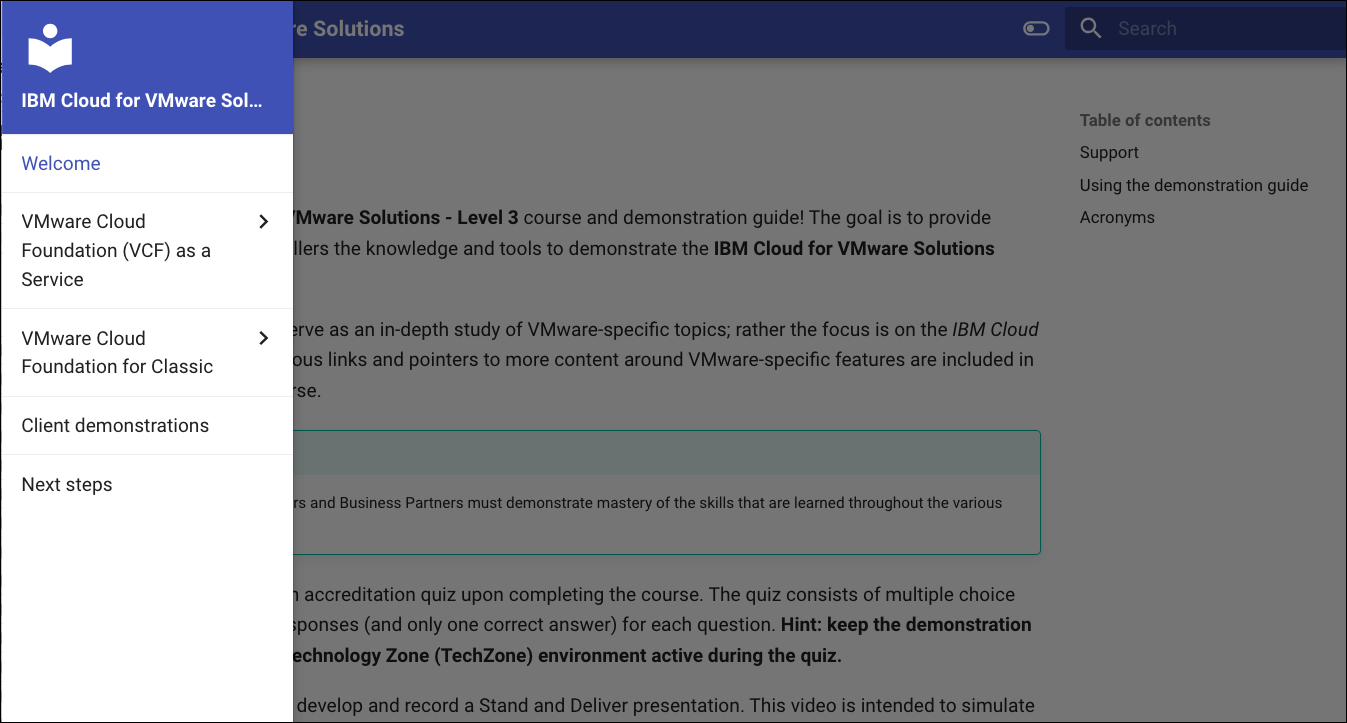 IBM Cloud for VMware Sol...
Welcome
VMware Cloud
Foundation (VCF) as a
Service
VMware Cloud
Foundation for Classic
Client demonstrations
Next steps
re Solutions
Search
VMware Solutions - Level 3 course and demonstration guide! The goal is to provide
llers the knowledge and tools to demonstrate the IBM Cloud for VMware Solutions
erve as an in-depth study of VMware-specific topics; rather the focus is on the IBM Cloud
ous links and pointers to more content around VMware-specific features are included in
rse.
rs and Business Partners must demonstrate mastery of the skills that are learned throughout the various
n accreditation quiz upon completing the course. The quiz consists of multiple choice
sponses (and only one correct answer) for each question. Hint: keep the demonstration
echnology Zone (TechZone) environment active during the quiz.
develop and record a Stand and Deliver presentation. This video is intended to simulate
Table of contents
Support
Using the demonstration guide
Acronyms